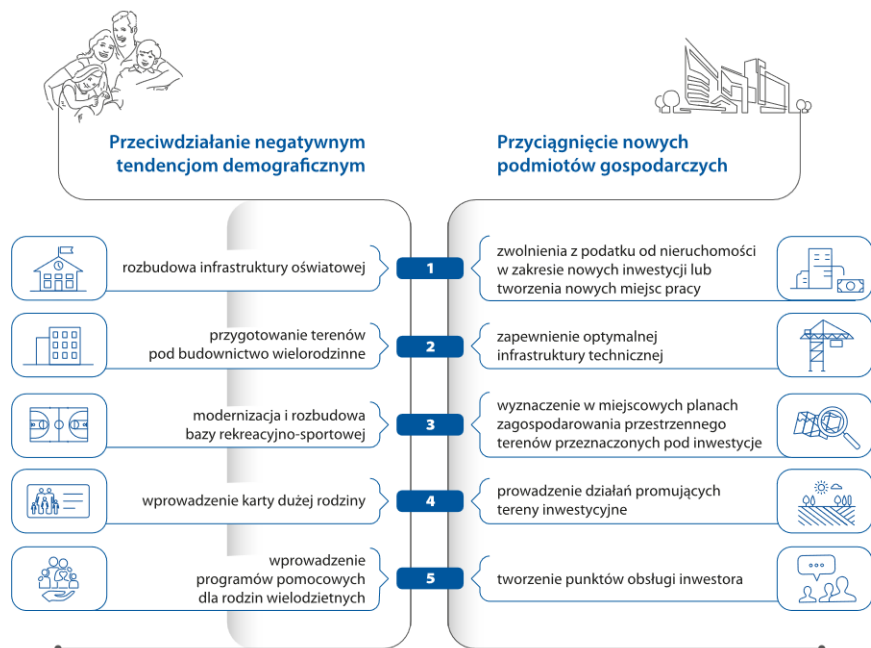 Przeciwdziałanie negatywnym
tendencjom demograficznym
Przyciągnięcie nowych
podmiotów gospodarczych
rozbudowa infrastruktury oświatowej
1
zwolnienia z podatku od nieruchomości
w zakresie nowych inwestycji lub
tworzenia nowych miejsc pracy
przygotowanie terenów
pod budownictwo wielorodzinne
2
zapewnienie optymalnej
infrastruktury technicznej
modernizacja i rozbudowa
bazy rekreacyjno-sportowej
3
wyznaczenie w miejscowych planach
zagospodarowania przestrzennego
terenów przeznaczonych pod inwestycje
wprowadzenie karty dużej rodziny
4
prowadzenie działań promujących
tereny inwestycyjne
wprowadzenie
programów pomocowych
dla rodzin wielodzietnych
5
tworzenie punktów obsługi inwestora